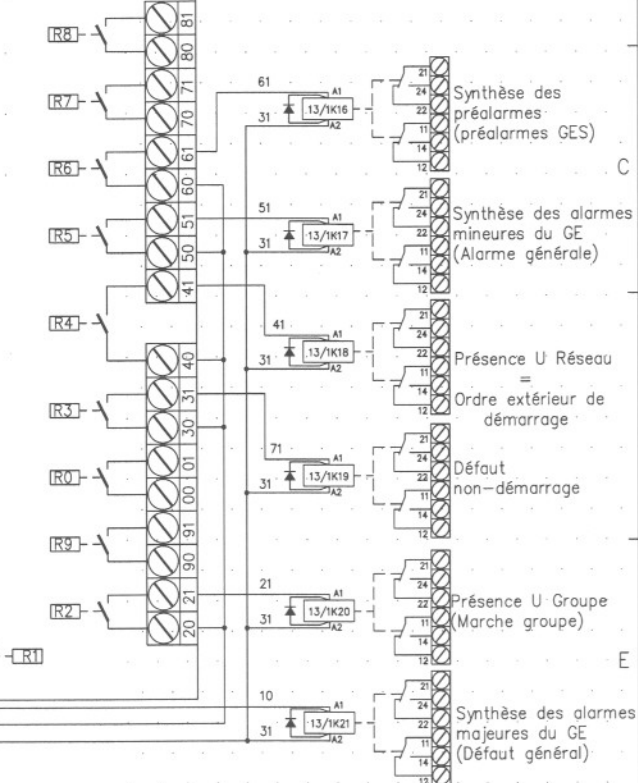 R8
81
80
R7
71
70
R6
61
60
R5
51
50
R4
41
40
R3
31
30
R0
01
00
R9
91
90
R2
21
20
R1
61
31
A1
.13/1K16
A2
21
24
22
11
14
12
Synthèse des
préalarmes
(préalarmes GES)
C
51
31
A1
.13/1K17
A2
21
24
22
11
14
12
Synthèse des alarmes
mineures du GE
(Alarme générale)
41
31
A1
.13/1K18
A2
21
24
22
11
14
12
Présence U Réseau
=
Ordre extérieur de
démarrage
71
31
A1
.13/1K19
A2
21
24
22
11
14
12
Défaut
non-démarrage
21
31
A1
13/1K20
A2
21
24
22
11
14
12
Présence U Groupe
(Marche groupe)
E
10
31
A1
13/1K21
A2
21
24
22
11
14
12
Synthèse des alarmes
majeures du GE
(Défaut général)